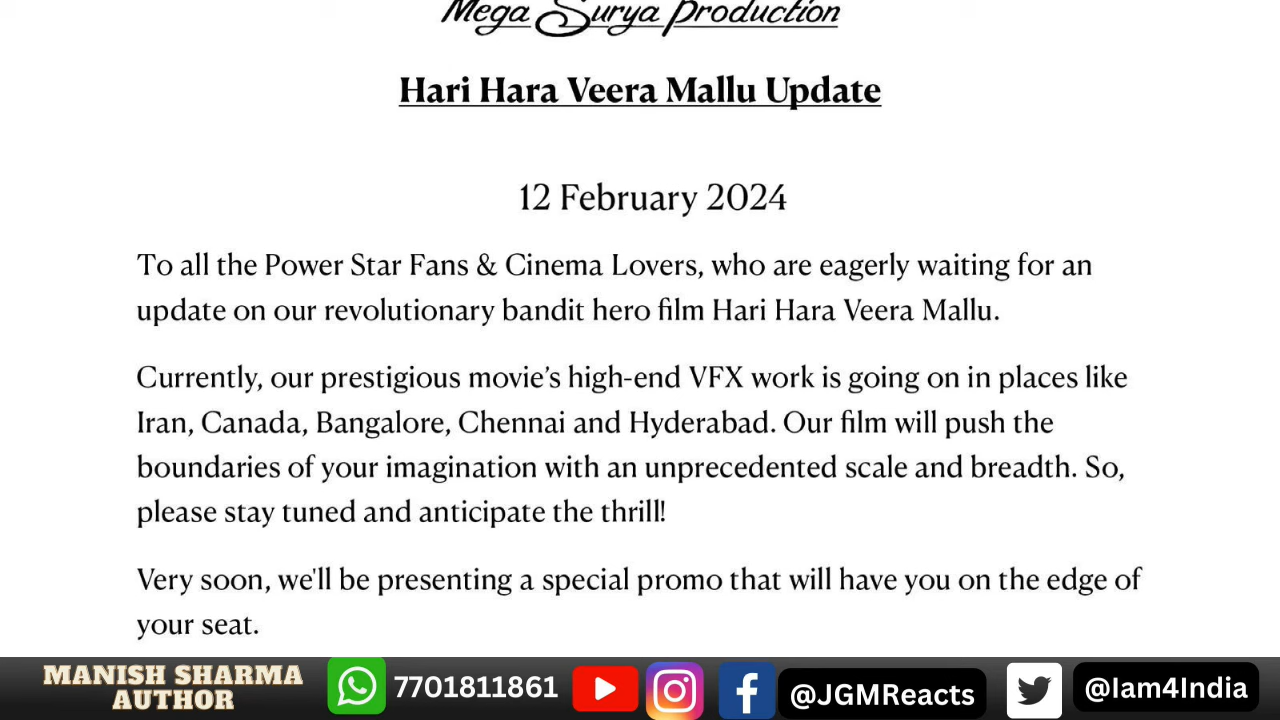 Mega Surya Production
Hari Hara Veera Mallu Update
12 February 2024
To all the Power Star Fans & Cinema Lovers, who are eagerly waiting for an
update on our revolutionary bandit hero film Hari Hara Veera Mallu.
Currently, our prestigious movie’s high-end VFX work is going on in places like
Iran, Canada, Bangalore, Chennai and Hyderabad. Our film will push the
boundaries of your imagination with an unprecedented scale and breadth. So,
please stay tuned and anticipate the thrill!
Very soon, we'll be presenting a special promo that will have you on the edge of
your seat.
MANISH SHARMA
AUTHOR
7701811861
@JGMReacts
@Iam4India